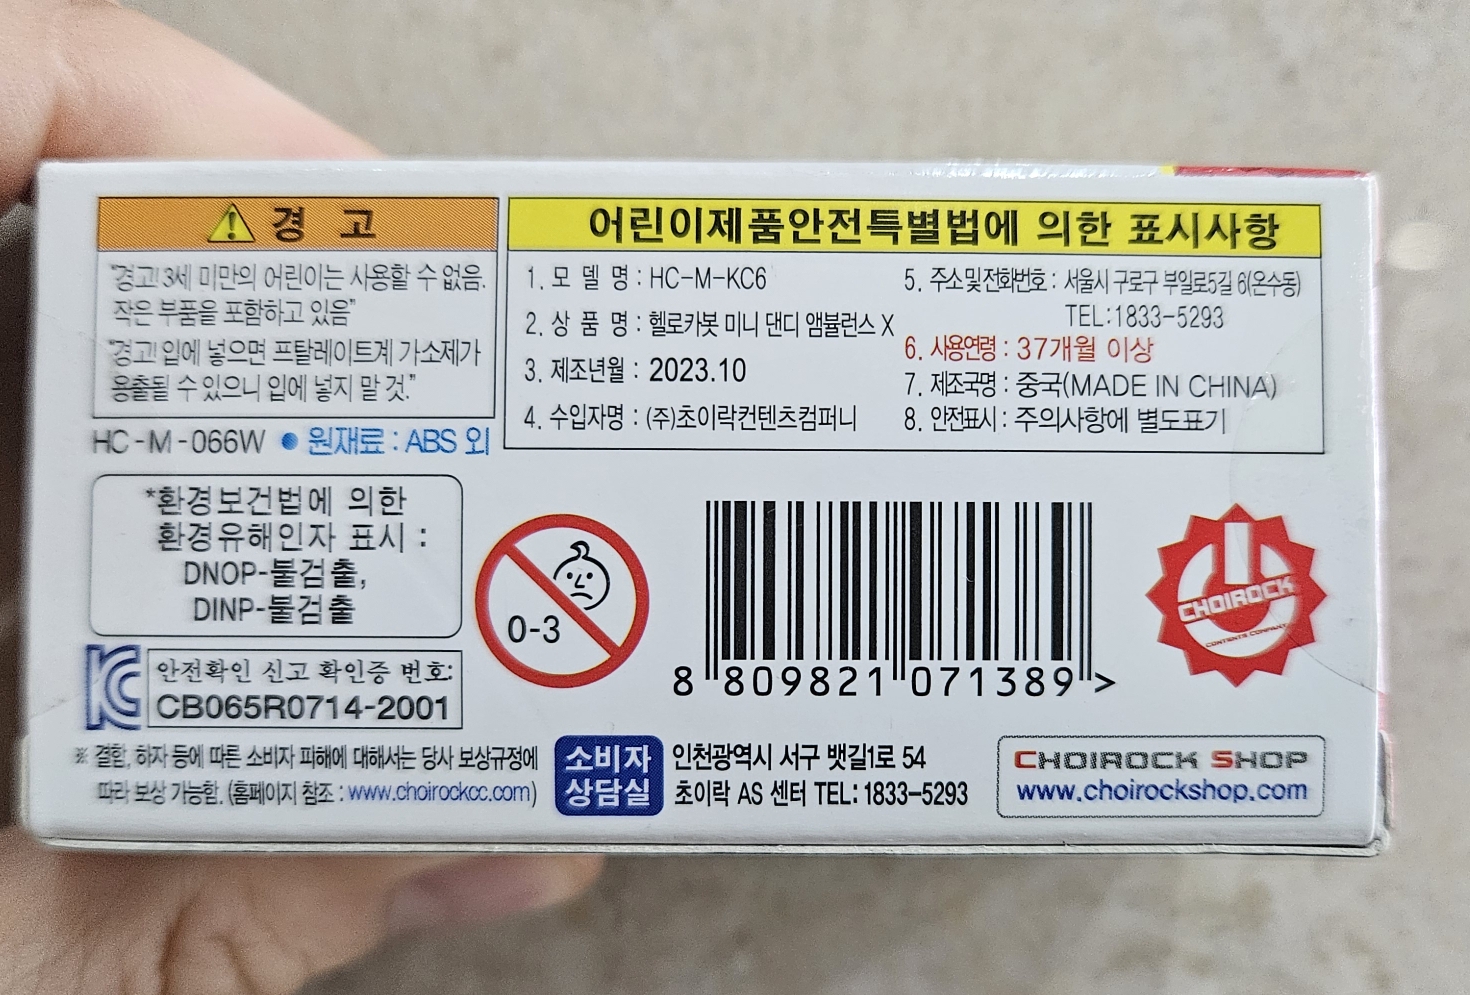 경 고
"경고! 3세 미만의 어린이는 사용할 수 없음.
작은 부품을 포함하고 있음"
"경고! 입에 넣으면 프탈레이트계 가소제가
용출될 수 있으니 입에 넣지 말 것."
HC-M-066W ● 원재료 : ABS 외
어린이제품안전특별법에 의한 표시사항
1. 모 델 명 : HC-M-KC6
2. 상 품 명 : 헬로카봇 미니 댄디 앰뷸런스 X
3. 제조년월 : 2023.10
4. 수입자명 : (주)초이락컨텐츠컴퍼니
5. 주소및전화번호 : 서울시 구로구 부일로5길 6(온수동)
TEL:1833-5293
6. 사용연령 : 37개월 이상
7. 제조국명 : 중국(MADE IN CHINA)
8. 안전표시 : 주의사항에 별도표기
*환경보건법에 의한
환경유해인자 표시 :
DNOP-불검출,
DINP-불검출
0-3
8 809821 071389 >
CHOIROCK
CONTENTS COMPANY
KC
안전확인 신고 확인증 번호:
CB065R0714-2001
※ 결함, 하자 등에 따른 소비자 피해에 대해서는 당사 보상규정에
따라 보상 가능함. (홈페이지 참조 : www.choirockcc.com)
소비자
상담실
인천광역시 서구 뱃길1로 54
초이락 AS 센터 TEL: 1833-5293
CHOIROCK SHOP
www.choirockshop.com